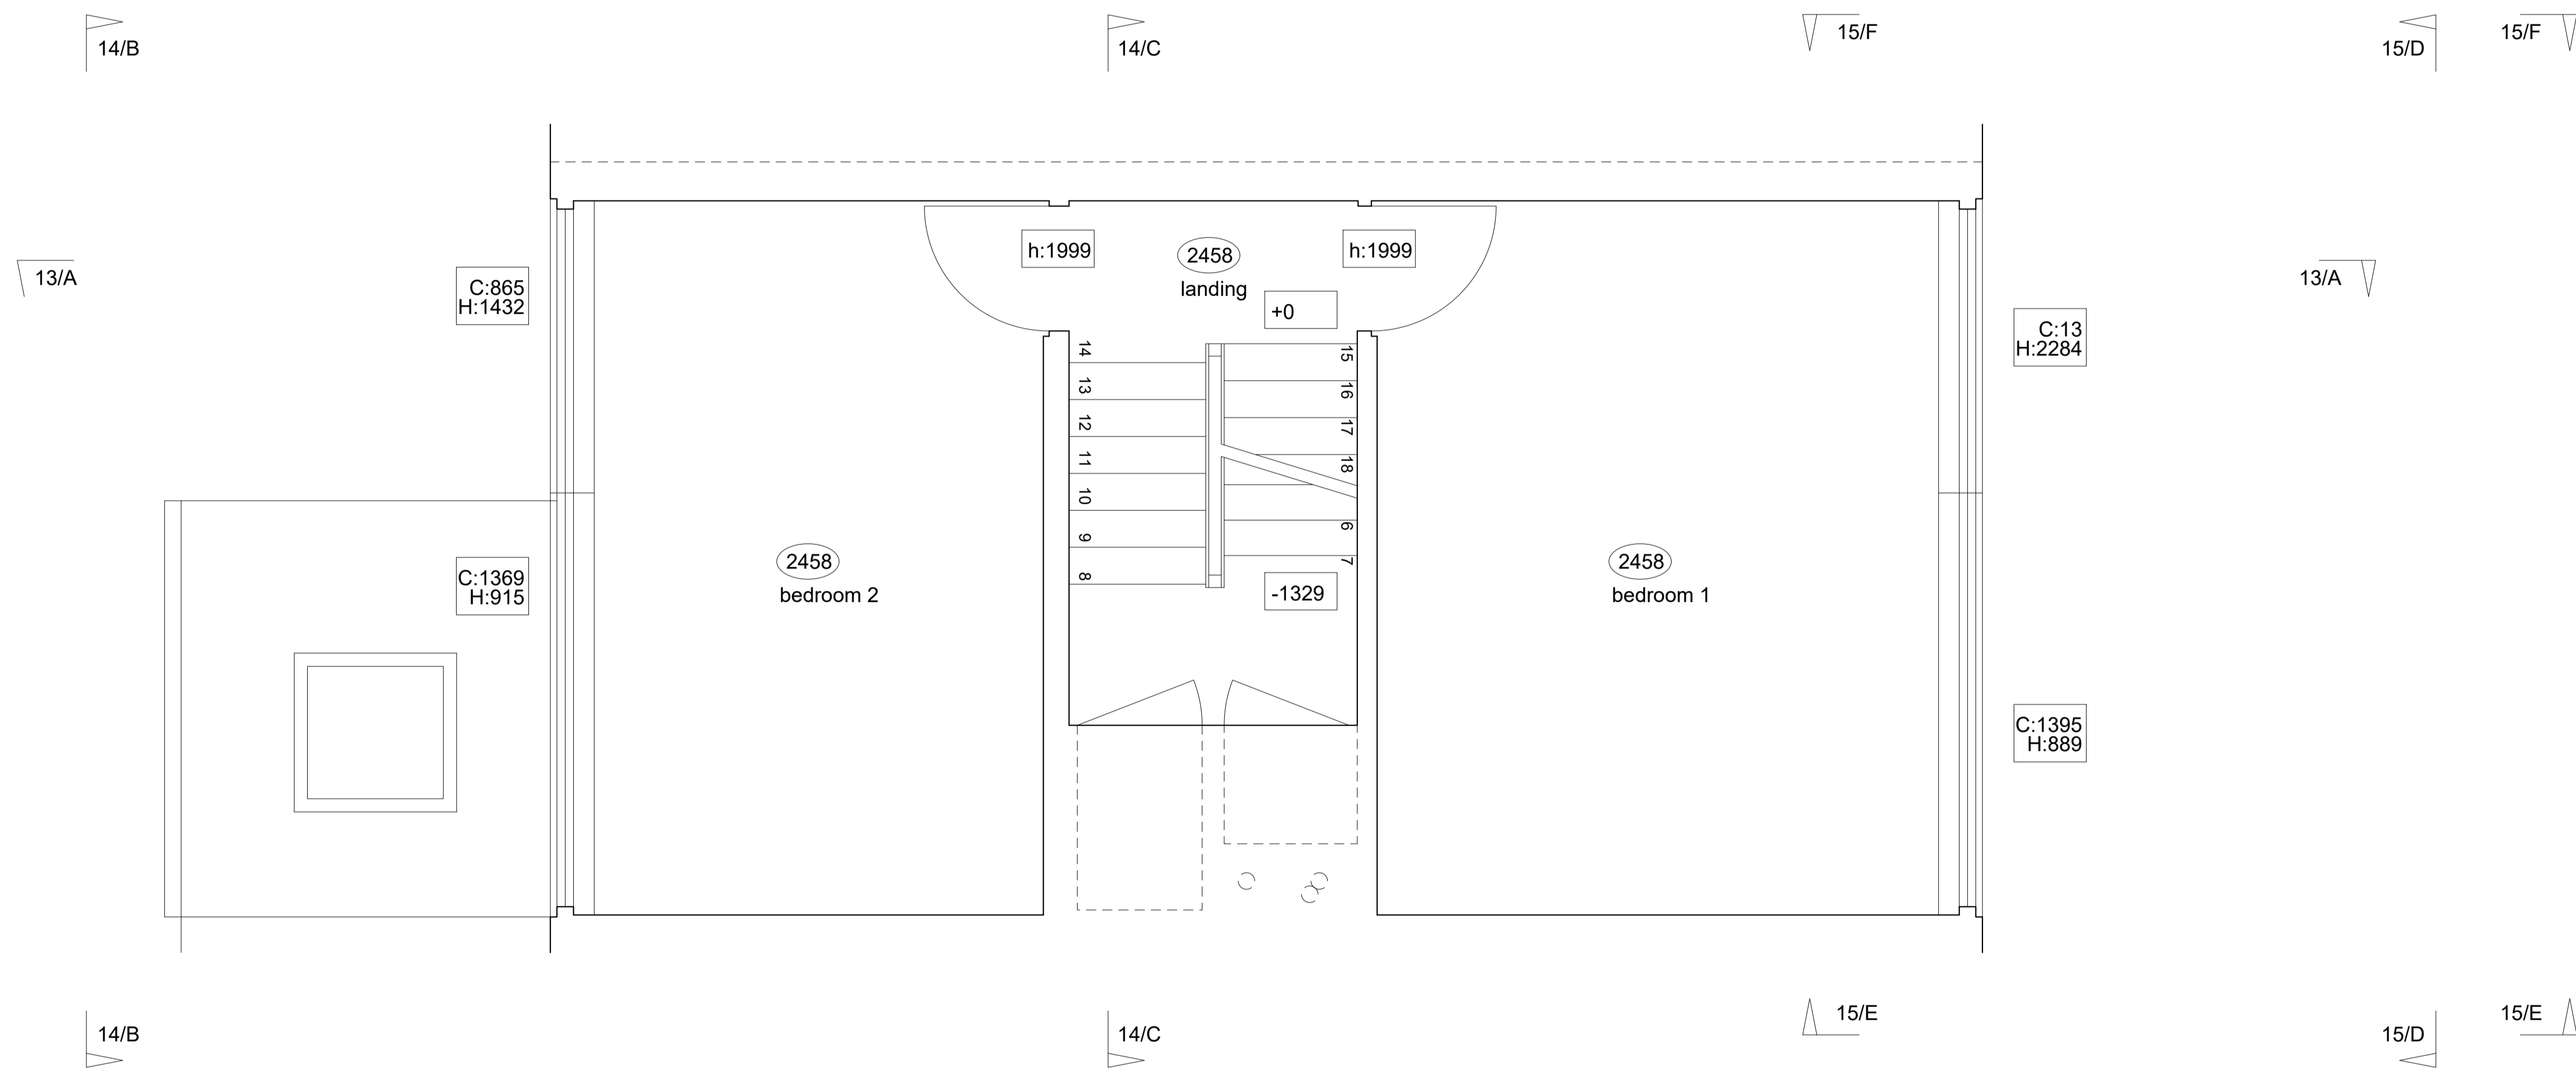 14/B
14/C
15/F
15/D
15/F
13/A
C:865
H:1432
h:1999
2458
landing
+0
h:1999
13/A
C:13
H:2284
14
13
12
11
10
9
8
15
16
17
18
6
7
C:1369
H:915
2458
bedroom 2
-1329
2458
bedroom 1
C:1395
H:889
14/B
14/C
15/E
15/D
15/E